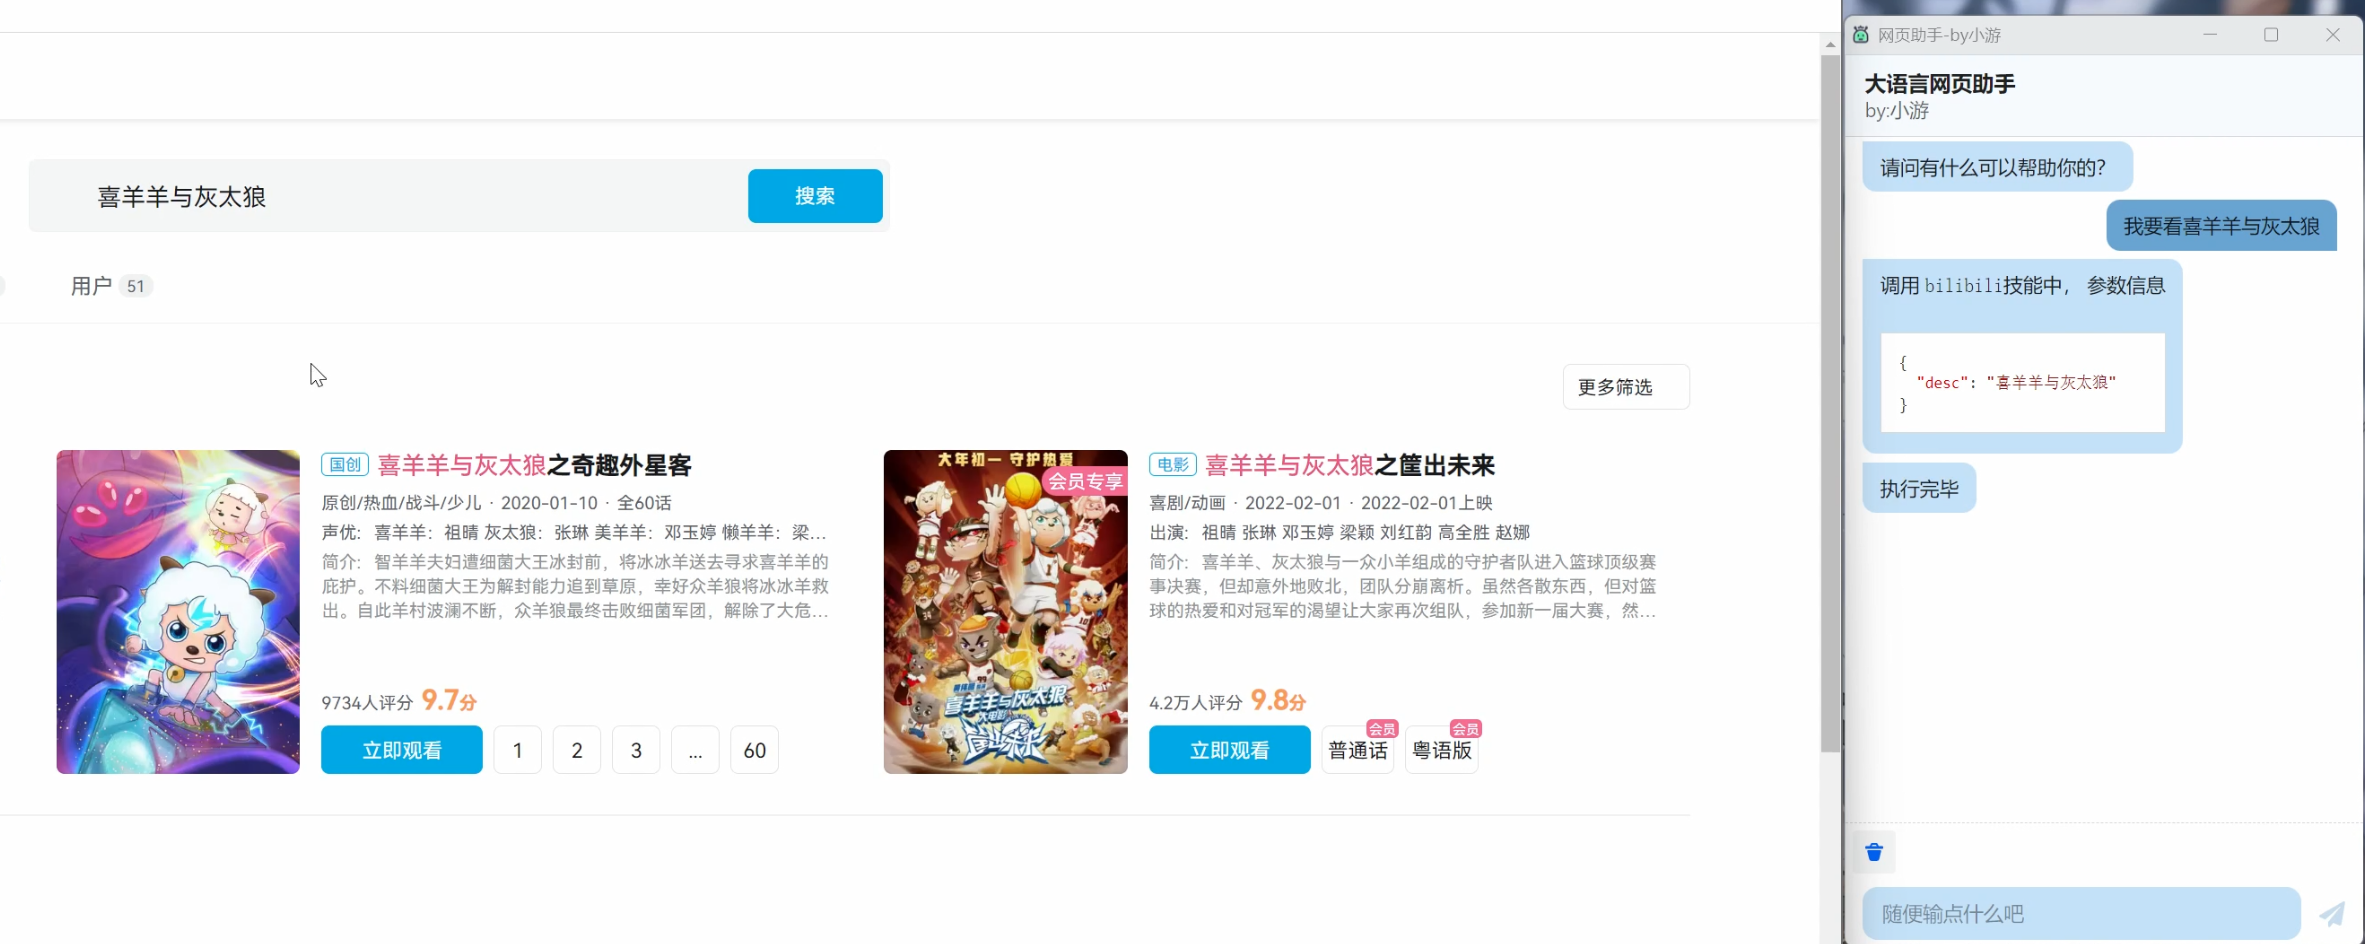 喜羊羊与灰太狼
搜索
用户 51
更多筛选
大年初一 守护热爱
会员专享
喜羊羊与灰太狼
大电影
筐出未来
国创 喜羊羊与灰太狼之奇趣外星客
原创/热血/战斗/少儿 · 2020-01-10 · 全60话
声优：喜羊羊：祖晴 灰太狼：张琳 美羊羊：邓玉婷 懒羊羊：梁...
简介：智羊羊夫妇遭细菌大王冰封前，将冰冰羊送去寻求喜羊羊的
庇护。不料细菌大王为解封能力追到草原，幸好众羊狼将冰冰羊救
出。自此羊村波澜不断，众羊狼最终击败细菌军团，解除了大危...
9734人评分 9.7分
立即观看 1 2 3 ... 60
电影 喜羊羊与灰太狼之筐出未来
喜剧/动画 · 2022-02-01 · 2022-02-01上映
出演：祖晴 张琳 邓玉婷 梁颖 刘红韵 高全胜 赵娜
简介：喜羊羊、灰太狼与一众小羊组成的守护者队进入篮球顶级赛
事决赛，但却意外地败北，团队分崩离析。虽然各散东西，但对篮
球的热爱和对冠军的渴望让大家再次组队，参加新一届大赛，然...
4.2万人评分 9.8分
会员 会员
立即观看 普通话 粤语版
网页助手-by小游
大语言网页助手
by:小游
请问有什么可以帮助你的？
我要看喜羊羊与灰太狼
调用 bilibili技能中， 参数信息
{
"desc": "喜羊羊与灰太狼"
}
执行完毕
随便输点什么吧